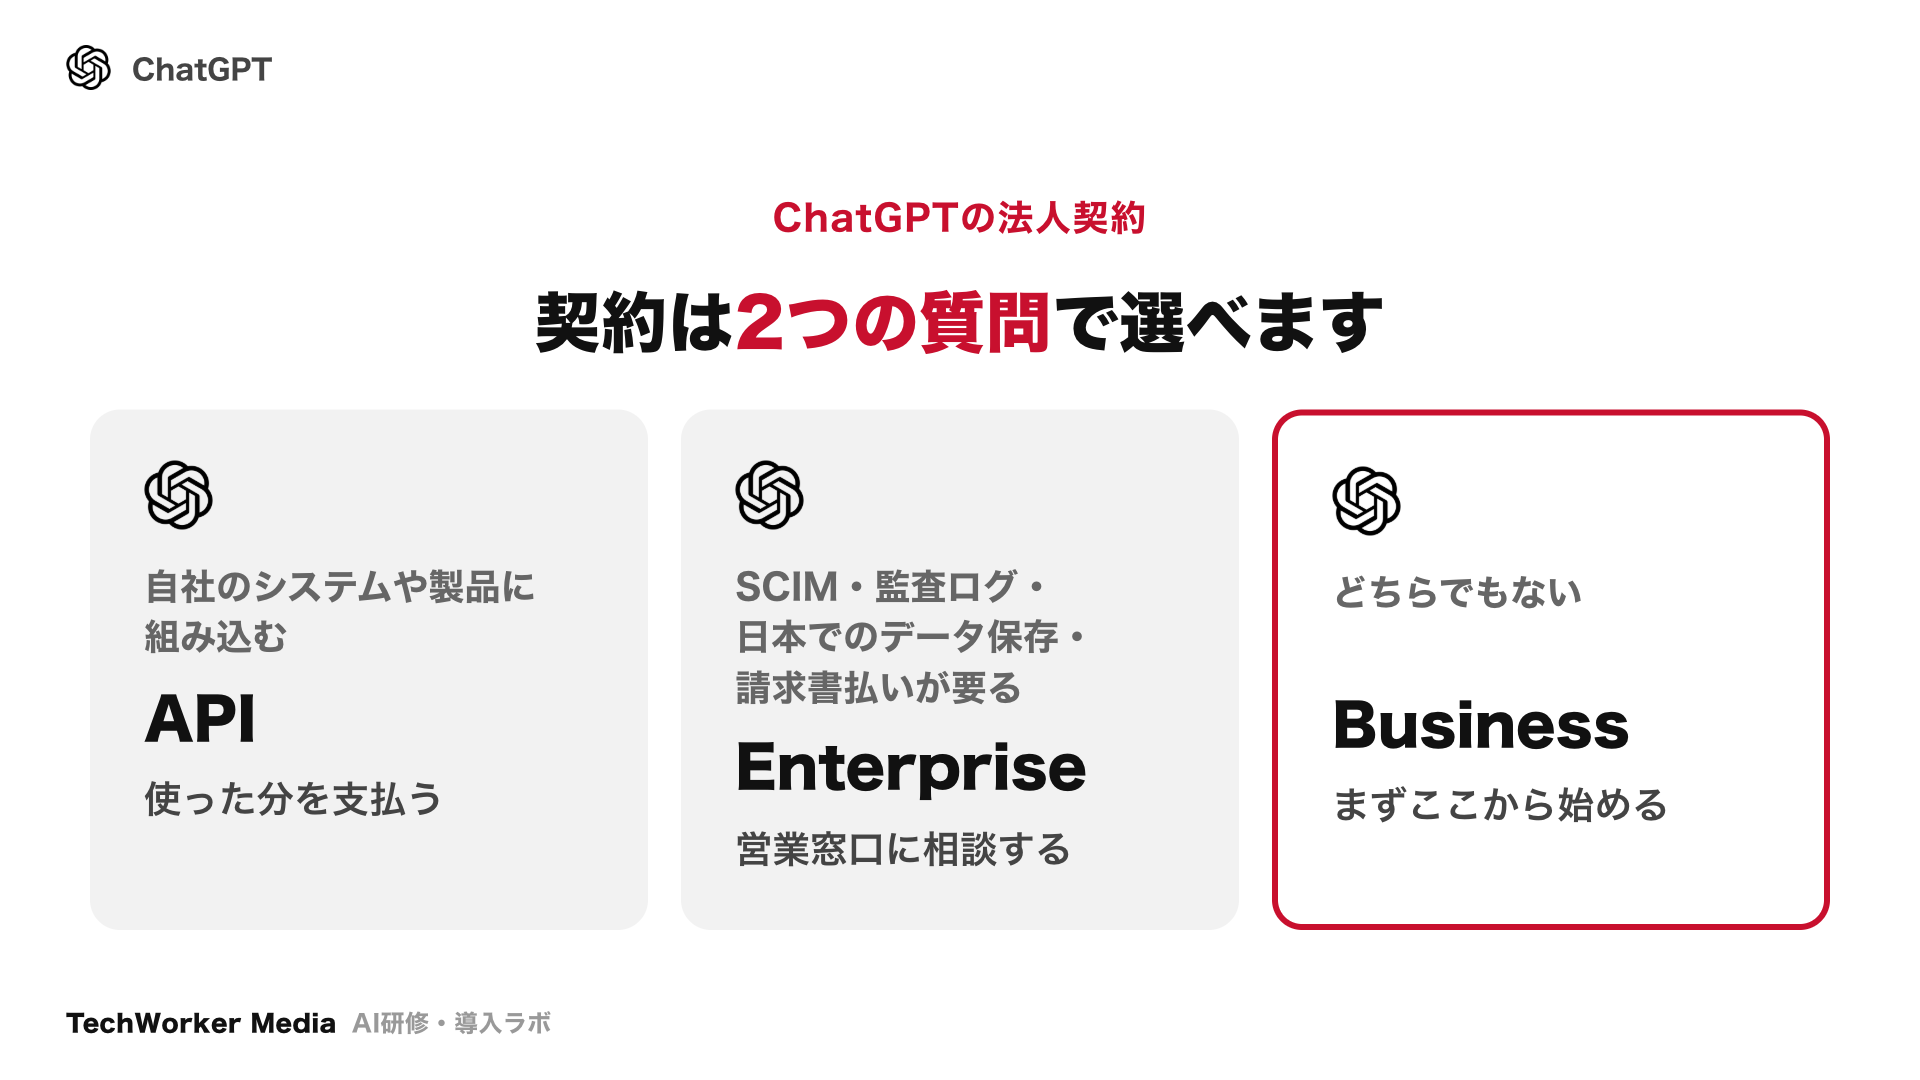 ChatGPT
ChatGPTの法人契約
契約は2つの質問で選べます
自社のシステムや製品に
組み込む
API
使った分を支払う
SCIM・監査ログ・
日本でのデータ保存・
請求書払いが要る
Enterprise
営業窓口に相談する
どちらでもない
Business
まずここから始める
TechWorker Media AI研修・導入ラボ